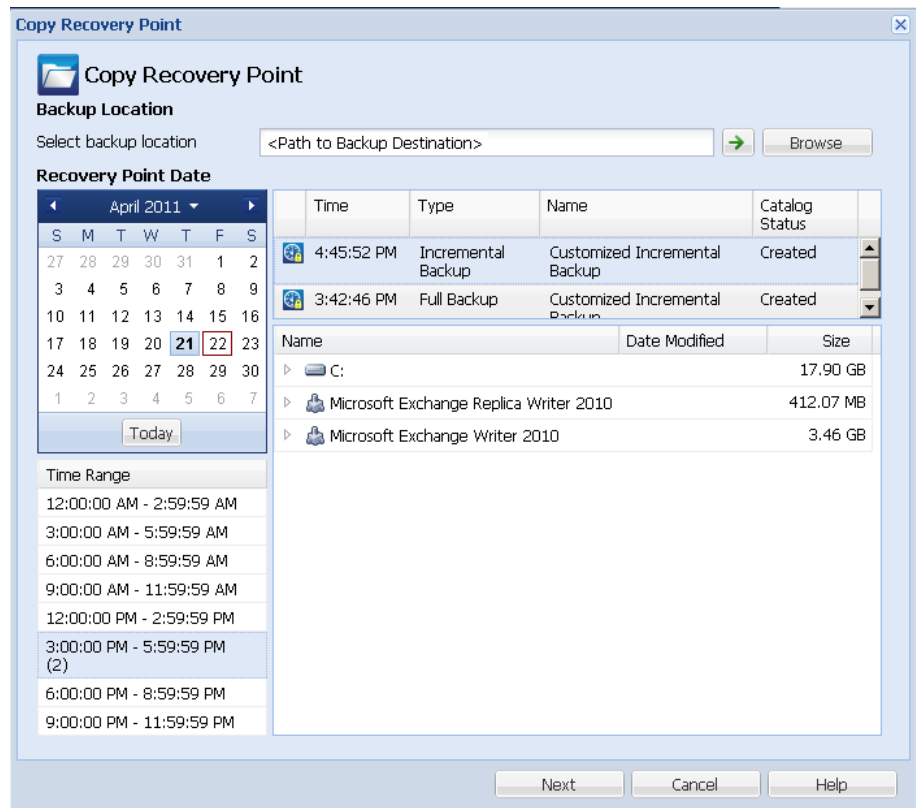 Copy Recovery Point
Copy Recovery Point
Backup Location
Select backup location <Path to Backup Destination> Browse
Recovery Point Date
April 2011
S M T W T F S
27 28 29 30 31 1 2
3 4 5 6 7 8 9
10 11 12 13 14 15 16
17 18 19 20 21 22 23
24 25 26 27 28 29 30
1 2 3 4 5 6 7
Today
Time Range
12:00:00 AM - 2:59:59 AM
3:00:00 AM - 5:59:59 AM
6:00:00 AM - 8:59:59 AM
9:00:00 AM - 11:59:59 AM
12:00:00 PM - 2:59:59 PM
3:00:00 PM - 5:59:59 PM
(2)
6:00:00 PM - 8:59:59 PM
9:00:00 PM - 11:59:59 PM
Time Type Name Catalog
Status
4:45:52 PM Incremental Customized Incremental Created
Backup Backup
3:42:46 PM Full Backup Customized Incremental Created
Backup
Name Date Modified Size
C: 17.90 GB
Microsoft Exchange Replica Writer 2010 412.07 MB
Microsoft Exchange Writer 2010 3.46 GB
Next Cancel Help